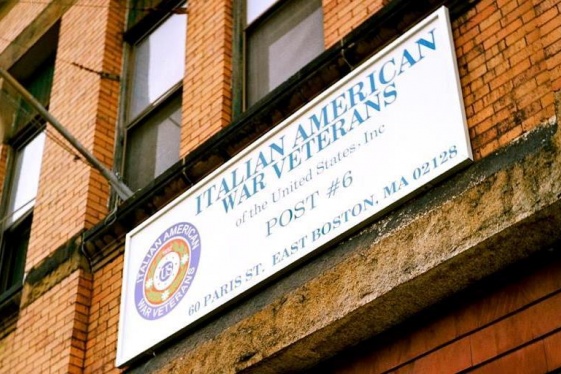 ITALIAN AMERICAN
WAR VETERANS
of the United States, Inc
POST #6
60 PARIS ST. EAST BOSTON, MA 02128
ITALIAN AMERICAN
US
WAR VETERANS